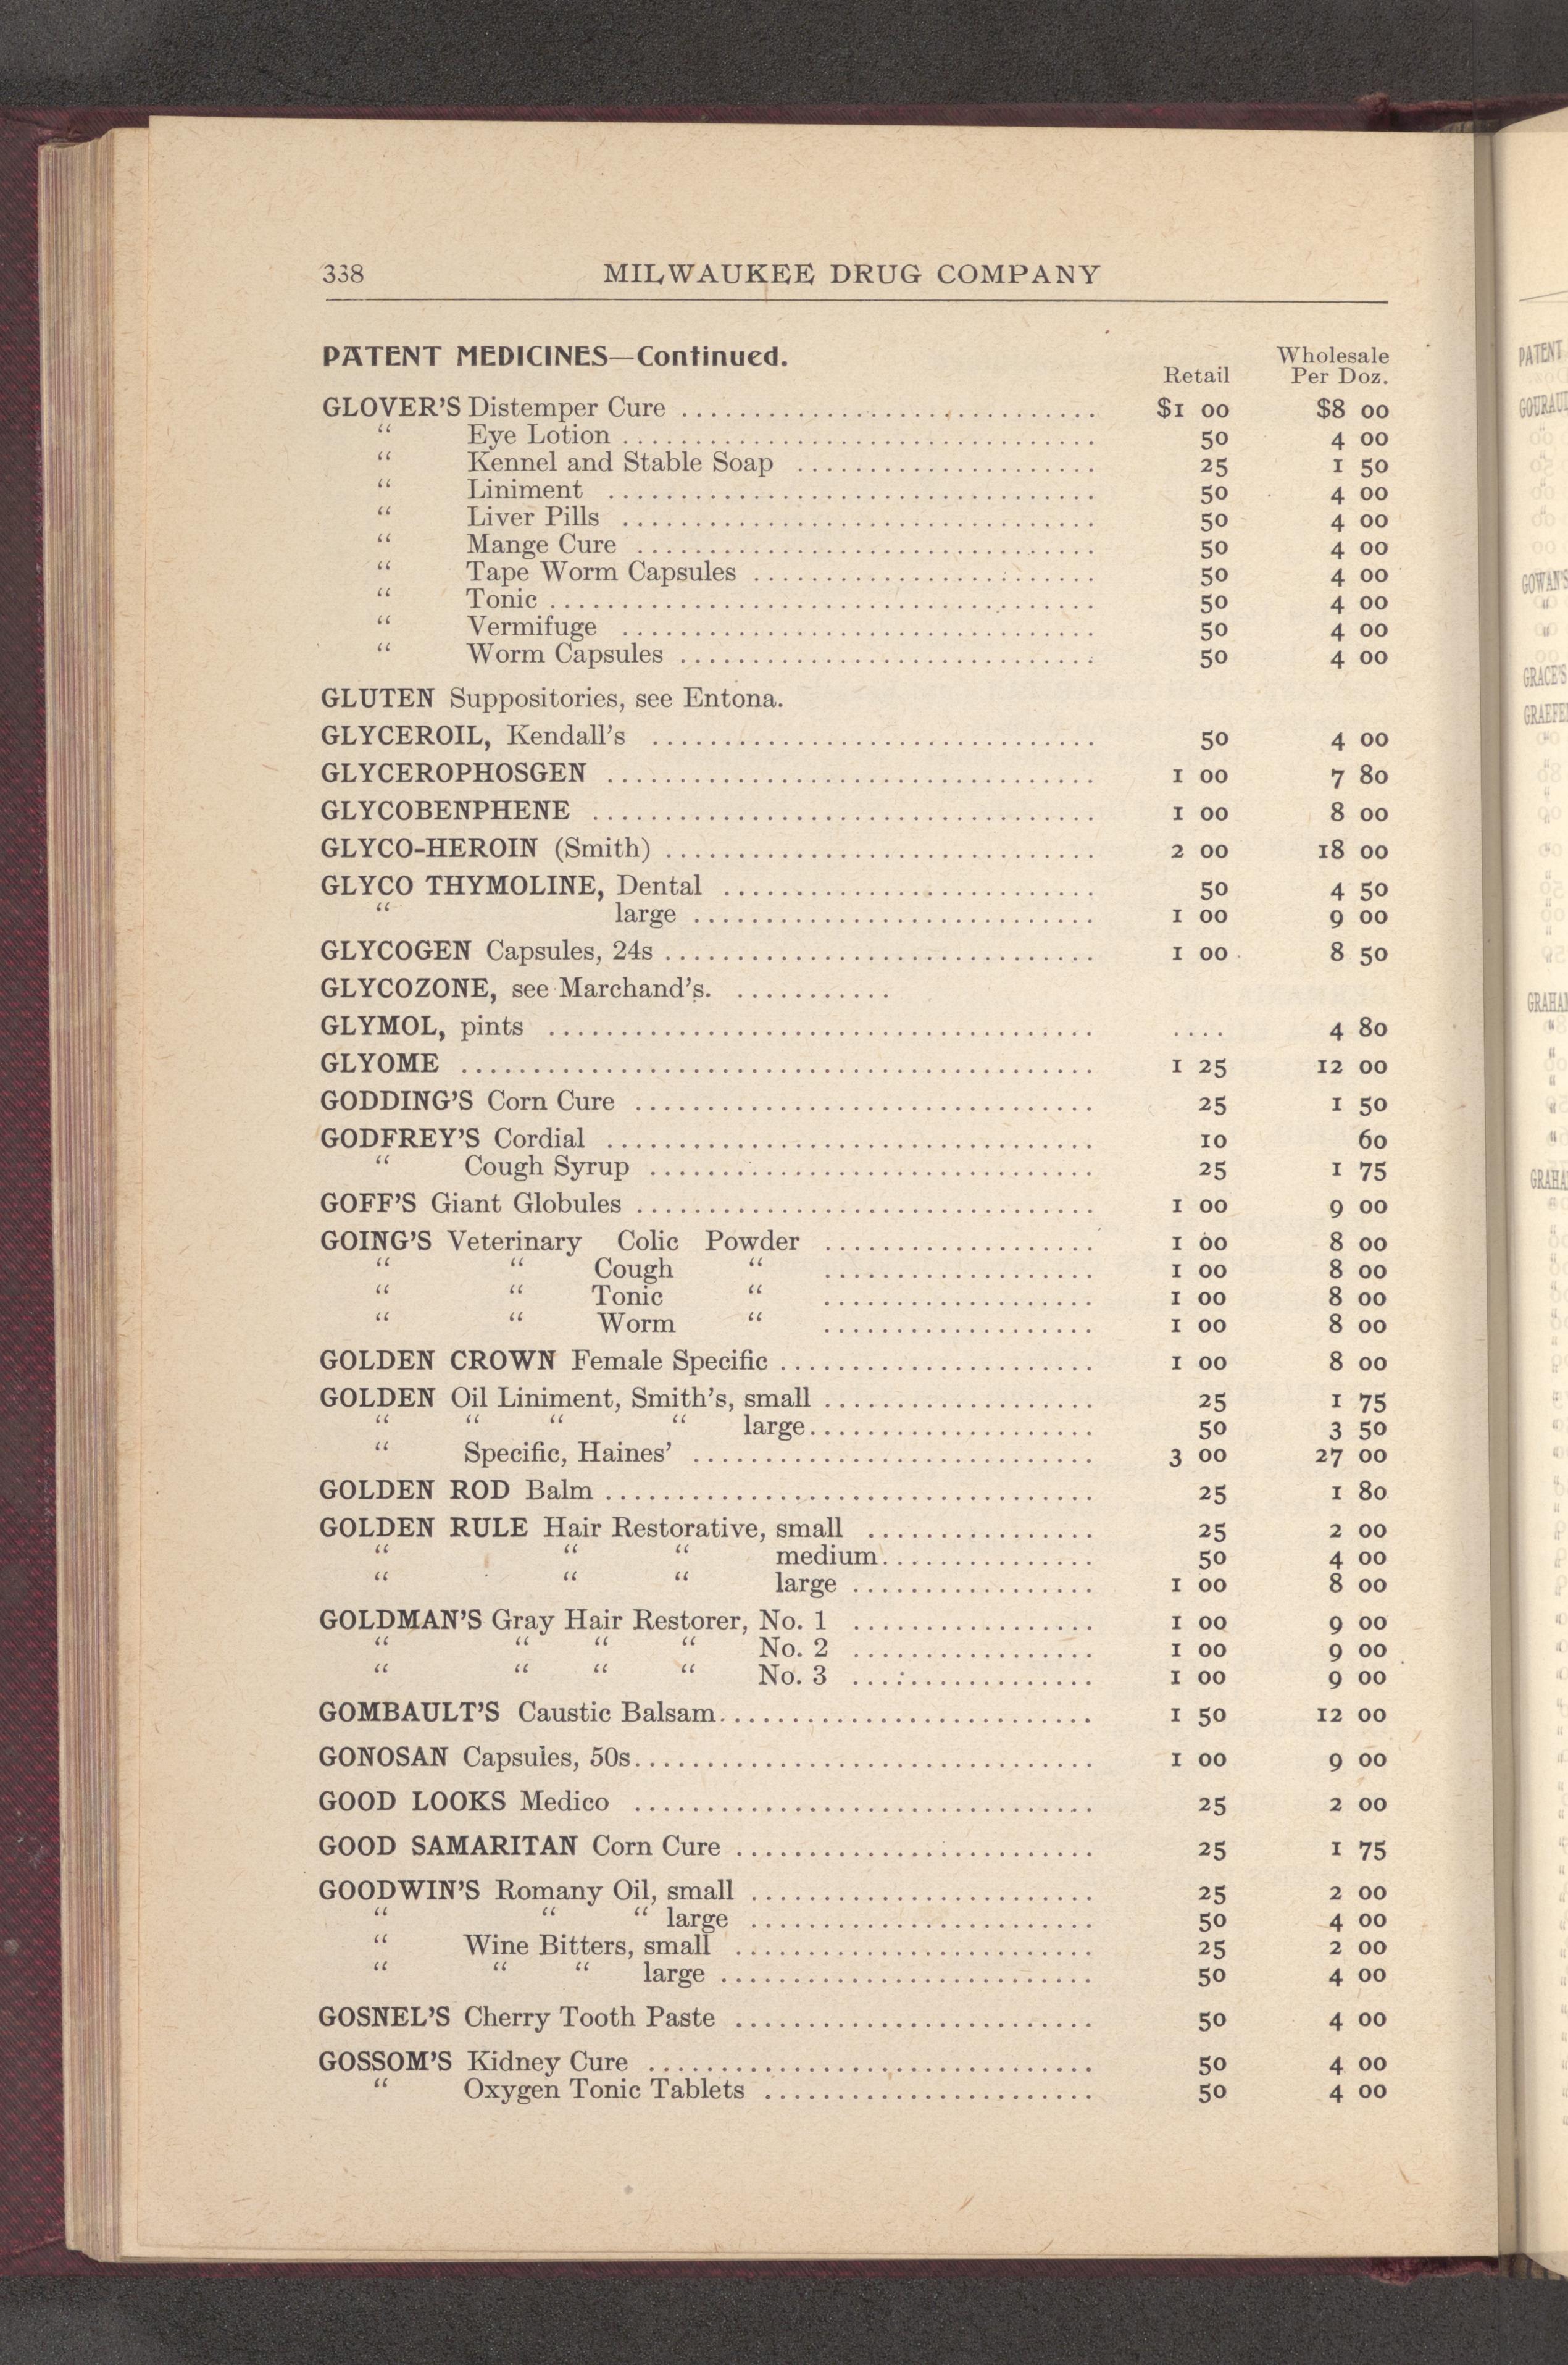 338 MILWAUKEE DRUG COMPANY
PATENT MEDICINES—Continued.
Retail Wholesale Per Doz.
GLOVER'S Distemper Cure ........ $1 00 $8 00
“ Eye Lotion ........ 50 4 00
“ Kennel and Stable Soap ........ 25 1 50
“ Liniment ........ 50 4 00
“ Liver Pills ........ 50 4 00
“ Mange Cure ........ 50 4 00
“ Tape Worm Capsules ........ 50 4 00
“ Tonic ........ 50 4 00
“ Vermifuge ........ 50 4 00
“ Worm Capsules ........ 50 4 00
GLUTEN Suppositories, see Entona.
GLYCEROIL, Kendall's ........ 50 4 00
GLYCEROPHOSGEN ........ 1 00 7 80
GLYCOBENPHENE ........ 1 00 8 00
GLYCO-HEROIN (Smith) ........ 2 00 18 00
GLYCO THYMOLINE, Dental ........ 50 4 50
“ large ........ 1 00 9 00
GLYCOGEN Capsules, 24s ........ 1 00 8 50
GLYCOZONE, see Marchand's. ........
GLYMOL, pints ........ .... 4 80
GLYOME ........ 1 25 12 00
GODDING'S Corn Cure ........ 25 1 50
GODFREY'S Cordial ........ 10 60
“ Cough Syrup ........ 25 1 75
GOFF'S Giant Globules ........ 1 00 9 00
GOING'S Veterinary Colic Powder ........ 1 00 8 00
“ “ Cough “ ........ 1 00 8 00
“ “ Tonic “ ........ 1 00 8 00
“ “ Worm “ ........ 1 00 8 00
GOLDEN CROWN Female Specific ........ 1 00 8 00
GOLDEN Oil Liniment, Smith's, small ........ 25 1 75
“ “ “ “ large ........ 50 3 50
“ Specific, Haines' ........ 3 00 27 00
GOLDEN ROD Balm ........ 25 1 80
GOLDEN RULE Hair Restorative, small ........ 25 2 00
“ “ “ medium ........ 50 4 00
“ “ “ large ........ 1 00 8 00
GOLDMAN'S Gray Hair Restorer, No. 1 ........ 1 00 9 00
“ “ “ “ No. 2 ........ 1 00 9 00
“ “ “ “ No. 3 ........ 1 00 9 00
GOMBAULT'S Caustic Balsam ........ 1 50 12 00
GONOSAN Capsules, 50s ........ 1 00 9 00
GOOD LOOKS Medico ........ 25 2 00
GOOD SAMARITAN Corn Cure ........ 25 1 75
GOODWIN'S Romany Oil, small ........ 25 2 00
“ “ “ large ........ 50 4 00
“ Wine Bitters, small ........ 25 2 00
“ “ “ large ........ 50 4 00
GOSNEL'S Cherry Tooth Paste ........ 50 4 00
GOSSOM'S Kidney Cure ........ 50 4 00
“ Oxygen Tonic Tablets ........ 50 4 00
PATENT
GOWAN'S
GRACE'S